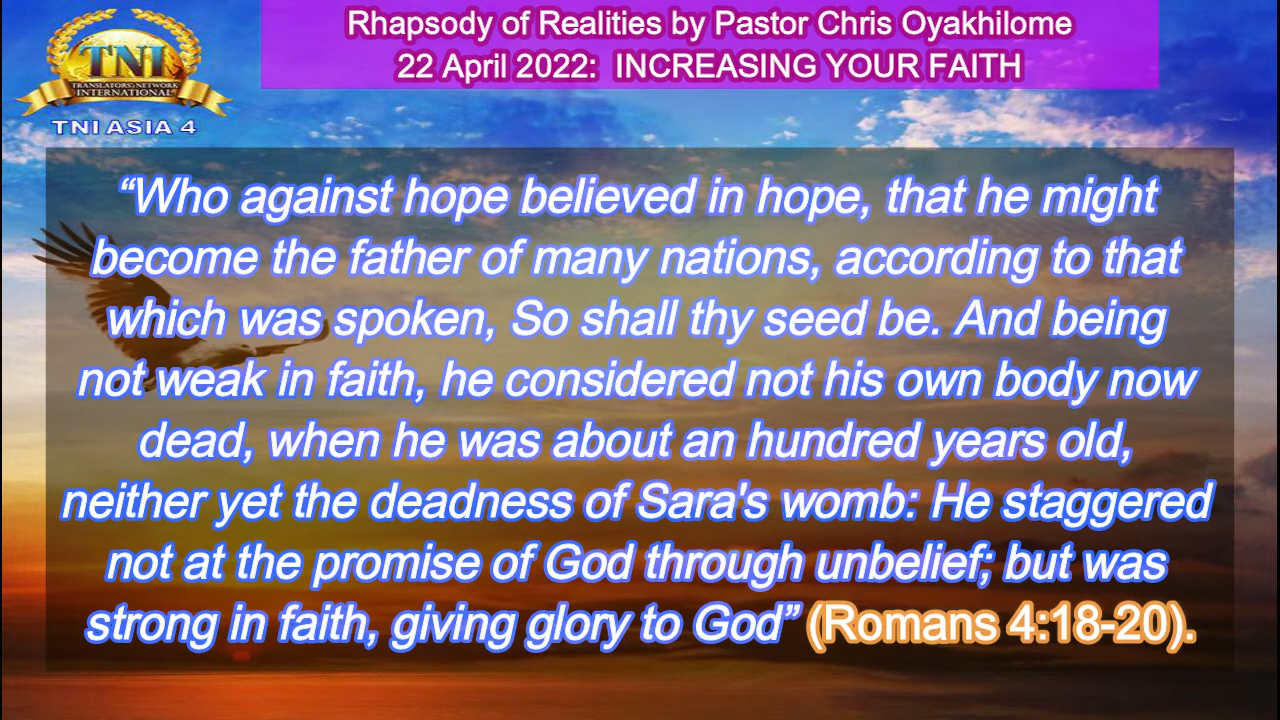 Rhapsody of Realities by Pastor Chris Oyakhilome
22 April 2022: INCREASING YOUR FAITH
TNI
TRANSLATORS NETWORK
INTERNATIONAL
TNI ASIA 4
“Who against hope believed in hope, that he might
become the father of many nations, according to that
which was spoken, So shall thy seed be. And being
not weak in faith, he considered not his own body now
dead, when he was about an hundred years old,
neither yet the deadness of Sara's womb: He staggered
not at the promise of God through unbelief; but was
strong in faith, giving glory to God” (Romans 4:18-20).